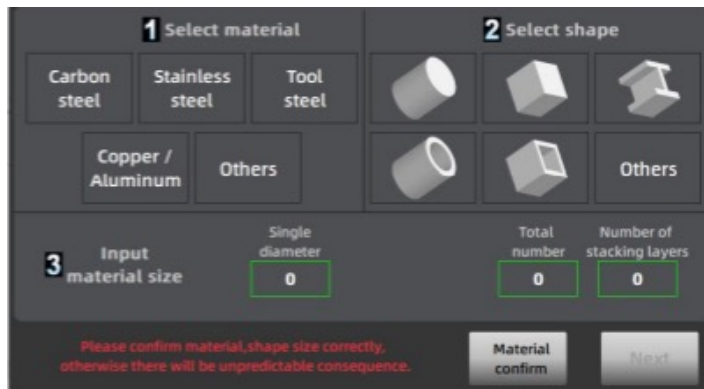 1 Select material
2 Select shape
Carbon
steel
Stainless
steel
Tool
steel
Copper /
Aluminum
Others
Others
3 Input
material size
Single
diameter
0
Total
number
0
Number of
stacking layers
0
Please confirm material,shape size correctly,
otherwise there will be unpredictable consequence.
Material
confirm
Next